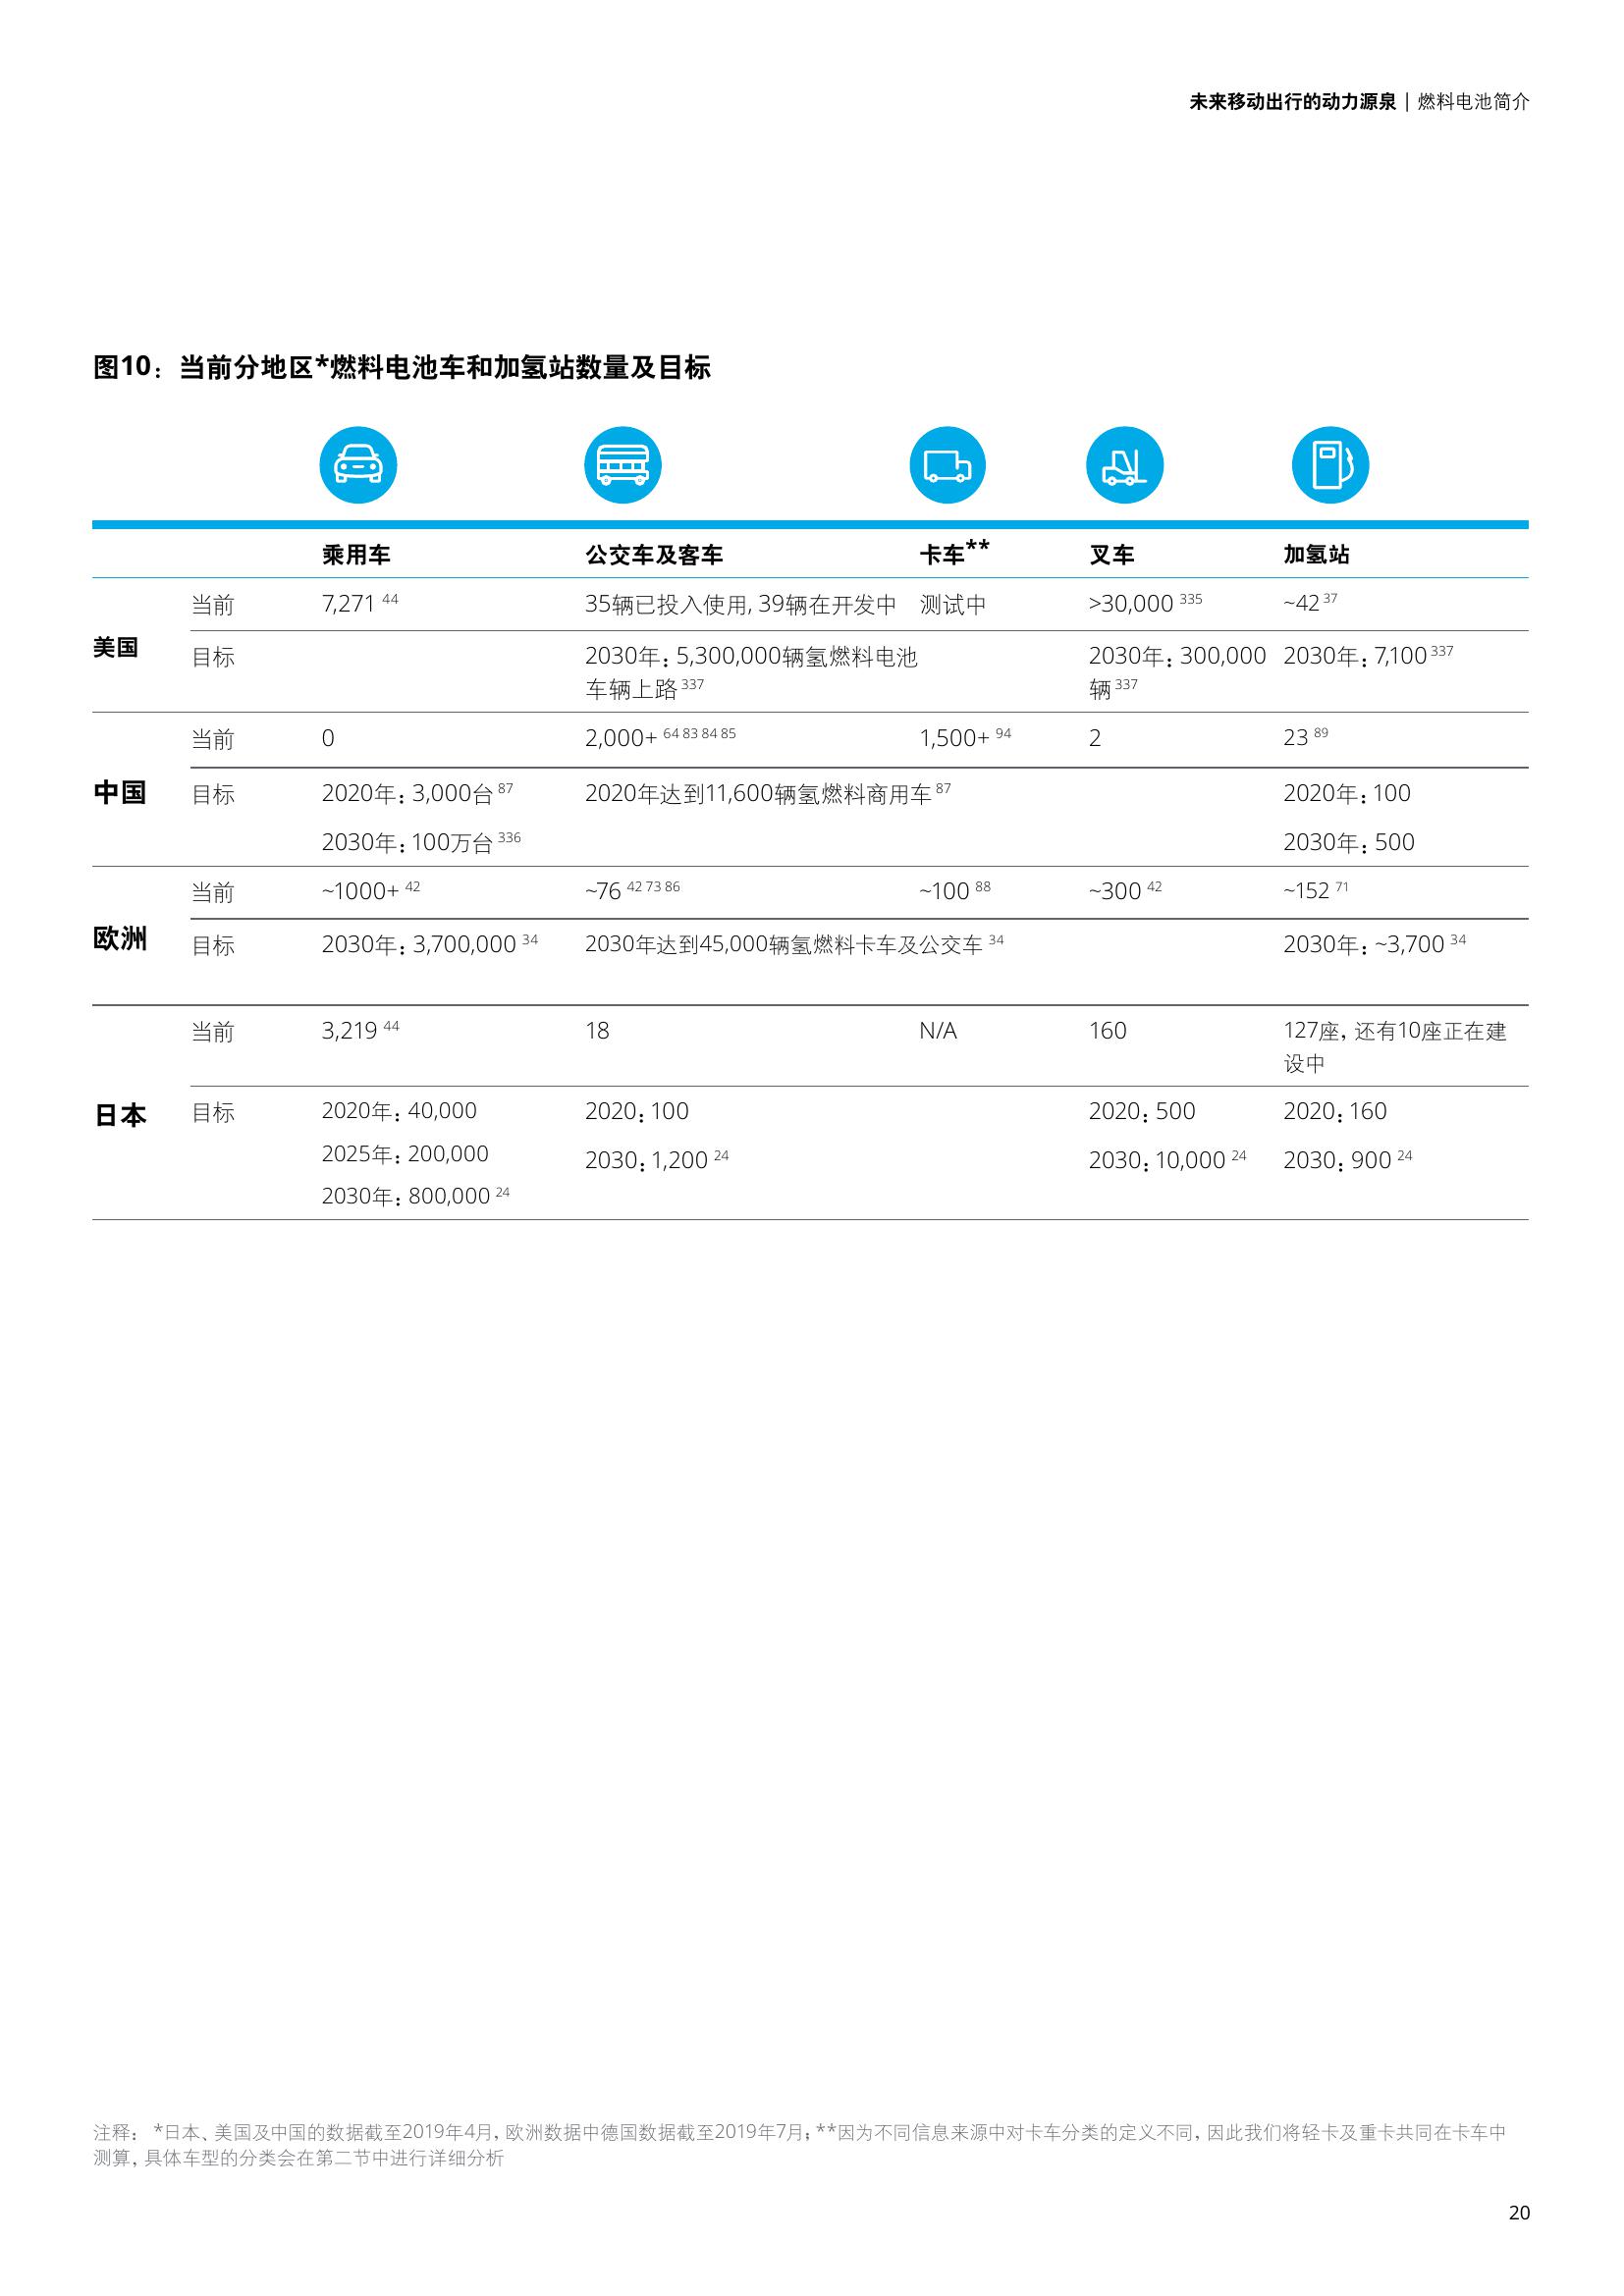 未来移动出行的动力源泉 | 燃料电池简介
图10：当前分地区*燃料电池车和加氢站数量及目标
乘用车 公交车及客车 卡车** 叉车 加氢站
美国
当前 7,271 44 35辆已投入使用, 39辆在开发中 测试中 >30,000 335 ~42 37
目标 2030年：5,300,000辆氢燃料电池 2030年：300,000 2030年：7,100 337
车辆上路 337 辆 337
中国
当前 0 2,000+ 64 83 84 85 1,500+ 94 2 23 89
目标 2020年：3,000台 87 2020年达到11,600辆氢燃料商用车 87 2020年：100
2030年：100万台 336 2030年：500
欧洲
当前 ~1000+ 42 ~76 42 73 86 ~100 88 ~300 42 ~152 71
目标 2030年：3,700,000 34 2030年达到45,000辆氢燃料卡车及公交车 34 2030年：~3,700 34
日本
当前 3,219 44 18 N/A 160 127座, 还有10座正在建
设中
目标 2020年：40,000 2020：100 2020：500 2020：160
2025年：200,000 2030：1,200 24 2030：10,000 24 2030：900 24
2030年：800,000 24
注释： *日本、美国及中国的数据截至2019年4月, 欧洲数据中德国数据截至2019年7月; **因为不同信息来源中对卡车分类的定义不同, 因此我们将轻卡及重卡共同在卡车中
测算, 具体车型的分类会在第二节中进行详细分析
20